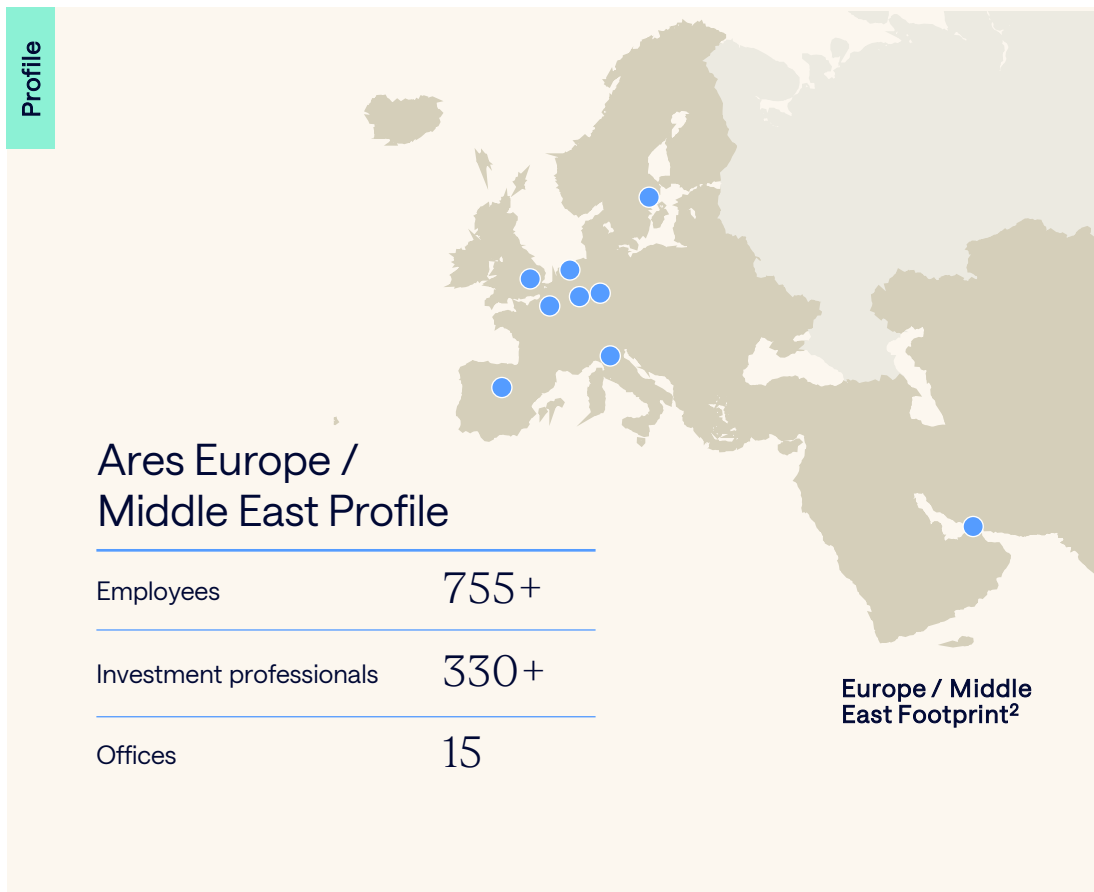 Profile
Ares Europe /
Middle East Profile
Employees 755+
Investment professionals 330+
Offices 15
Europe / Middle
East Footprint²